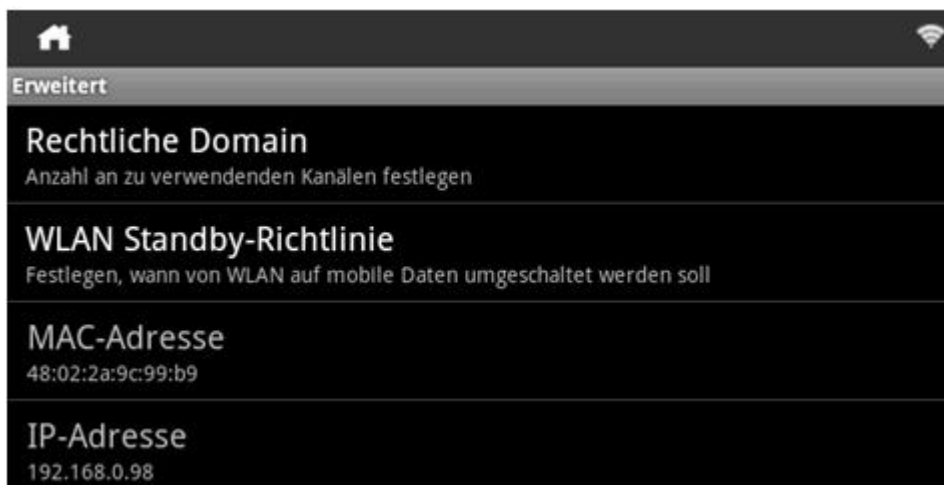 Erweitert
Rechtliche Domain
Anzahl an zu verwendenden Kanälen festlegen
WLAN Standby-Richtlinie
Festlegen, wann von WLAN auf mobile Daten umgeschaltet werden soll
MAC-Adresse
48:02:2a:9c:99:b9
IP-Adresse
192.168.0.98